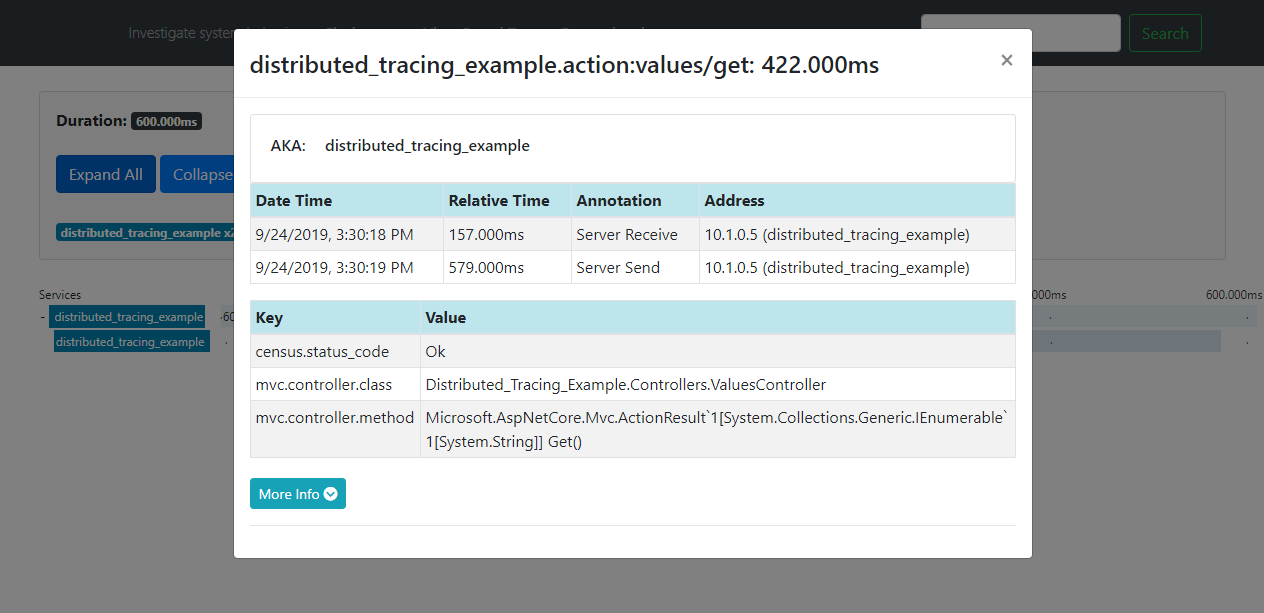 Investigate system
Search
distributed_tracing_example.action:values/get: 422.000ms
×
Duration: 600.000ms
AKA: distributed_tracing_example
Expand All
Collapse
Date Time Relative Time Annotation Address
distributed_tracing_example x2
9/24/2019, 3:30:18 PM 157.000ms Server Receive 10.1.0.5 (distributed_tracing_example)
9/24/2019, 3:30:19 PM 579.000ms Server Send 10.1.0.5 (distributed_tracing_example)
Services 000ms 600.000ms
- distributed_tracing_example ·60
distributed_tracing_example
Key Value
census.status_code Ok
mvc.controller.class Distributed_Tracing_Example.Controllers.ValuesController
mvc.controller.method Microsoft.AspNetCore.Mvc.ActionResult`1[System.Collections.Generic.IEnumerable`
1[System.String]] Get()
More Info